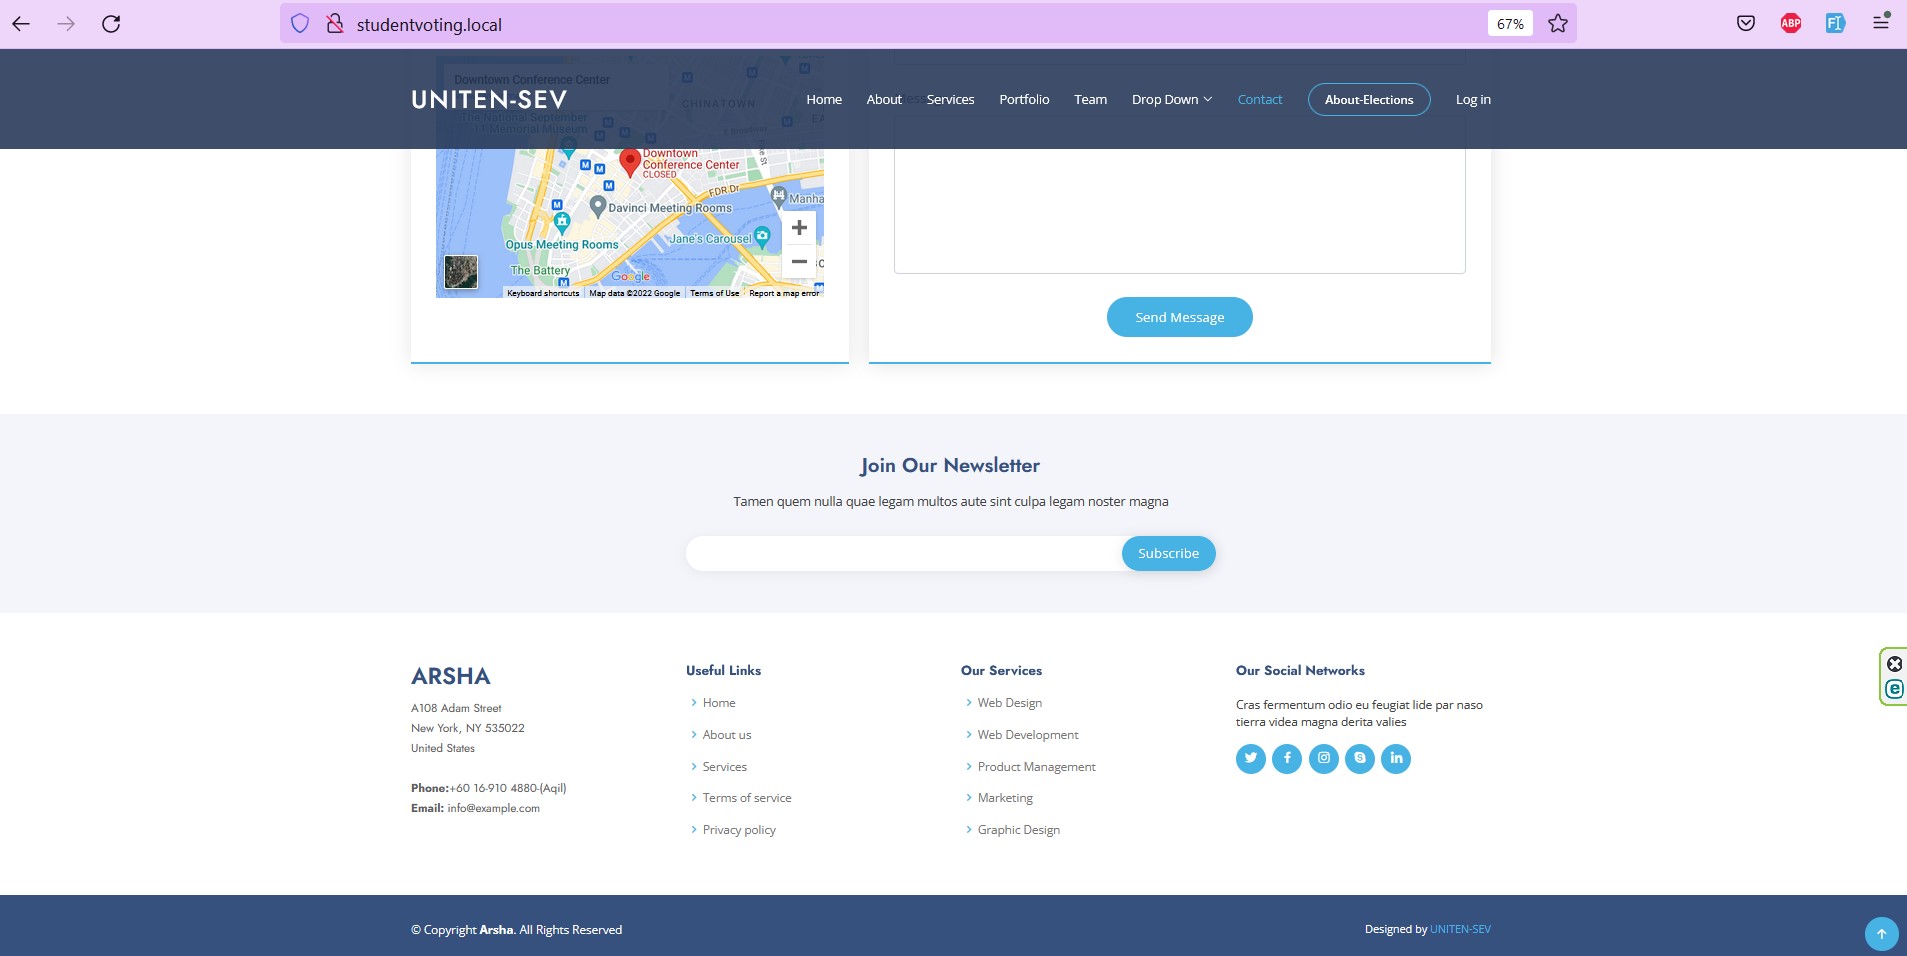 studentvoting.local
67%
ABP
UNITEN-SEV
Home
About
Services
Portfolio
Team
Drop Down
Contact
About-Elections
Log in
Downtown Conference Center
CHINATOWN
The National September
11 Memorial Museum
E Broadway
Downtown
Conference Center
CLOSED
FDR Dr
Davinci Meeting Rooms
Manha
Opus Meeting Rooms
Jane's Carousel
The Battery
Google
Keyboard shortcuts
Map data ©2022 Google
Terms of Use
Report a map error
Send Message
Join Our Newsletter
Tamen quem nulla quae legam multos aute sint culpa legam noster magna
Subscribe
ARSHA
A108 Adam Street
New York, NY 535022
United States
Phone:+60 16-910 4880-(Aqil)
Email: info@example.com
Useful Links
Home
About us
Services
Terms of service
Privacy policy
Our Services
Web Design
Web Development
Product Management
Marketing
Graphic Design
Our Social Networks
Cras fermentum odio eu feugiat lide par naso
tierra videa magna derita valies
© Copyright Arsha. All Rights Reserved
Designed by UNITEN-SEV